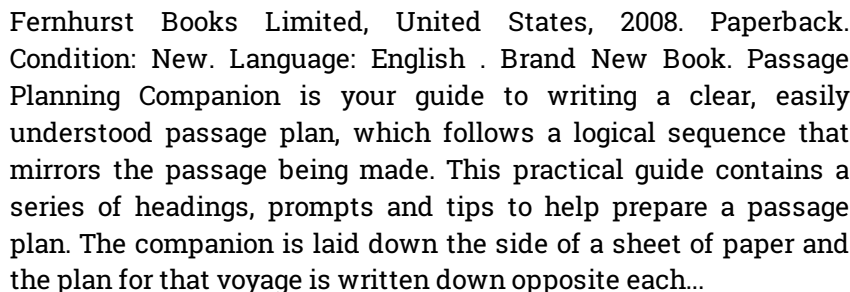 Fernhurst Books Limited, United States, 2008. Paperback.
Condition: New. Language: English . Brand New Book. Passage
Planning Companion is your guide to writing a clear, easily
understood passage plan, which follows a logical sequence that
mirrors the passage being made. This practical guide contains a
series of headings, prompts and tips to help prepare a passage
plan. The companion is laid down the side of a sheet of paper and
the plan for that voyage is written down opposite each...